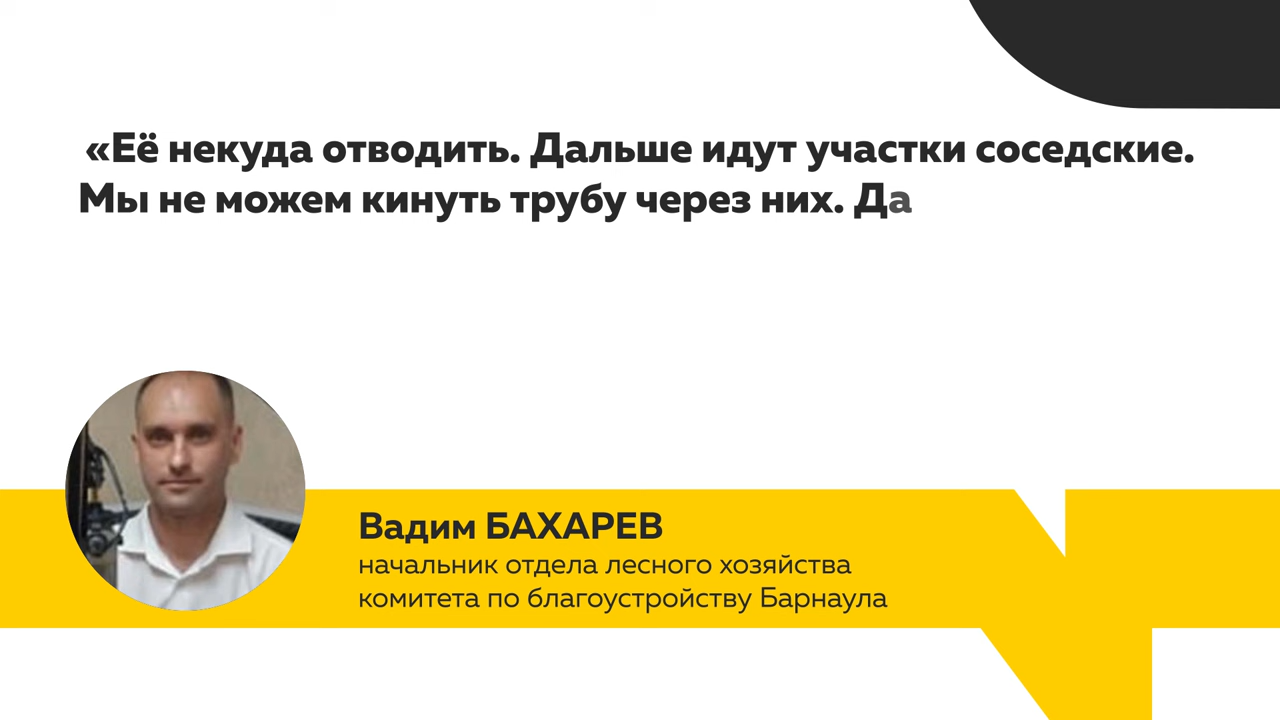 «Её некуда отводить. Дальше идут участки соседские.
Мы не можем кинуть трубу через них. Да
Вадим БАХАРЕВ
начальник отдела лесного хозяйства
комитета по благоустройству Барнаула